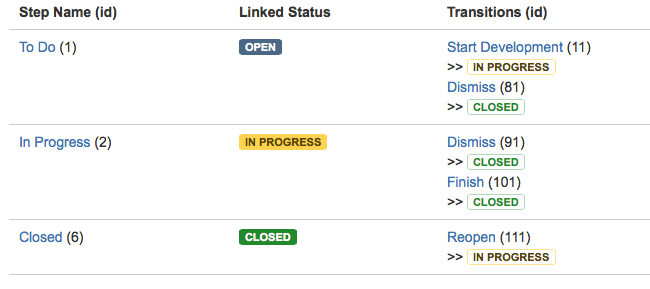 Step Name (id) Linked Status Transitions (id)
To Do (1) OPEN Start Development (11)
>> IN PROGRESS
Dismiss (81)
>> CLOSED
In Progress (2) IN PROGRESS Dismiss (91)
>> CLOSED
Finish (101)
>> CLOSED
Closed (6) CLOSED Reopen (111)
>> IN PROGRESS